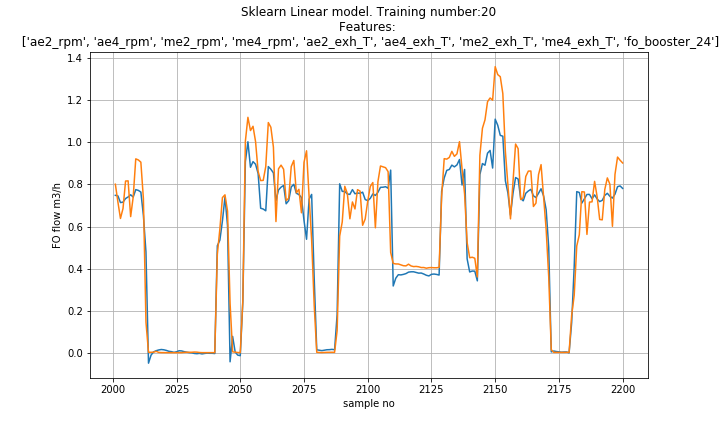 Sklearn Linear model. Training number:20
Features:
['ae2_rpm', 'ae4_rpm', 'me2_rpm', 'me4_rpm', 'ae2_exh_T', 'ae4_exh_T', 'me2_exh_T', 'me4_exh_T', 'fo_booster_24']
1.4
1.2
1.0
0.8
0.6
0.4
0.2
0.0
FO flow m3/h
2000 2025 2050 2075 2100 2125 2150 2175 2200
sample no